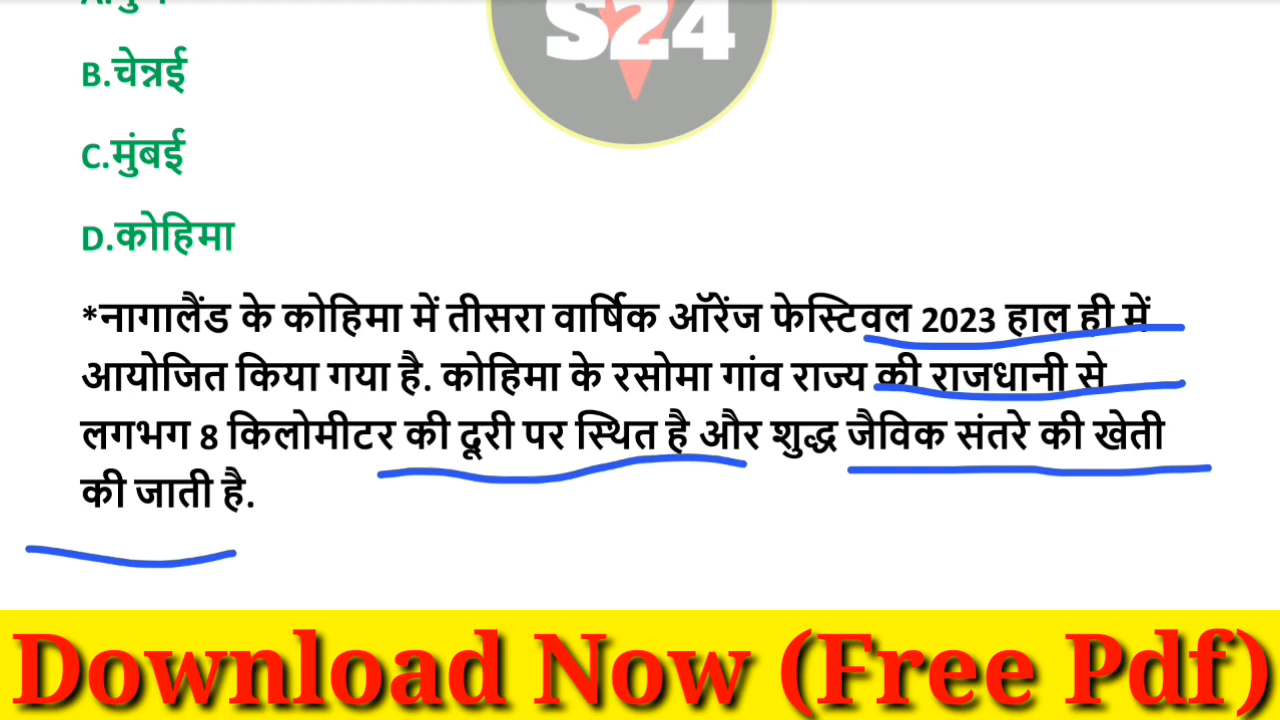 S24
B.चेन्नई
C.मुंबई
D.कोहिमा
*नागालैंड के कोहिमा में तीसरा वार्षिक ऑरेंज फेस्टिवल 2023 हाल ही में
आयोजित किया गया है. कोहिमा के रसोमा गांव राज्य की राजधानी से
लगभग 8 किलोमीटर की दूरी पर स्थित है और शुद्ध जैविक संतरे की खेती
की जाती है.
Download Now (Free Pdf)